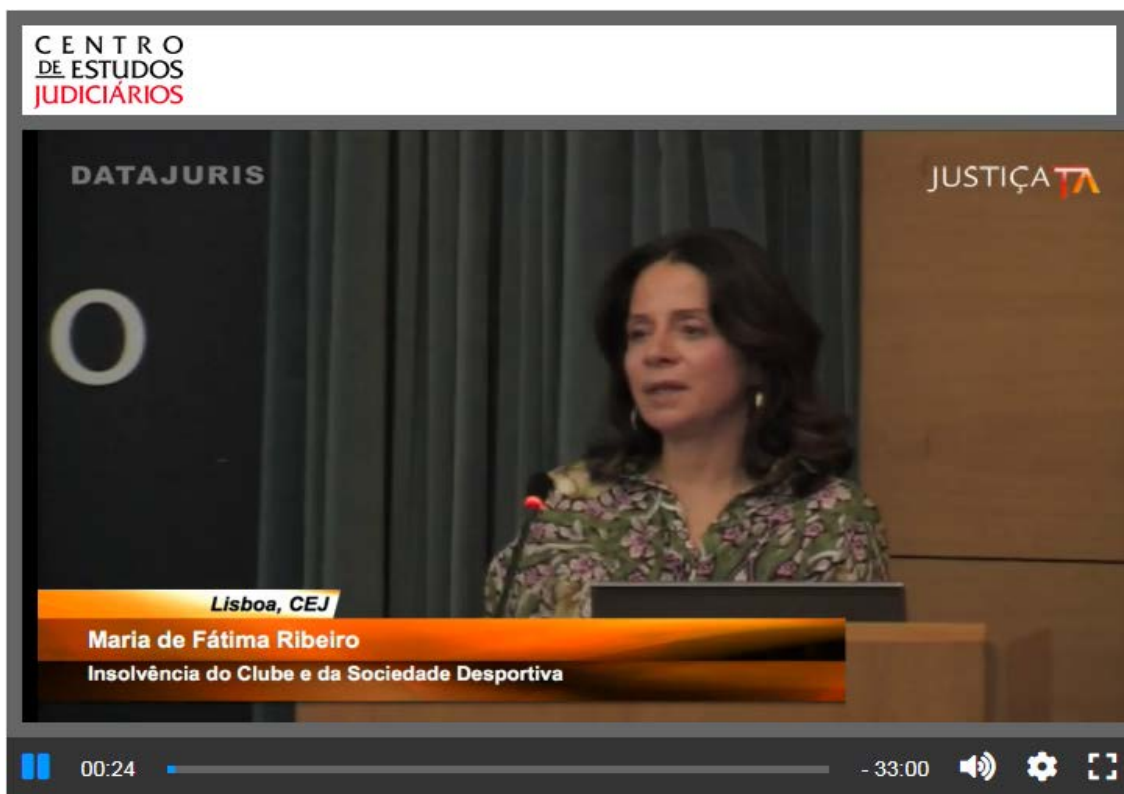 CENTRO
DE ESTUDOS
JUDICIÁRIOS
DATAJURIS
JUSTIÇA TV
O
Lisboa, CEJ
Maria de Fátima Ribeiro
Insolvência do Clube e da Sociedade Desportiva
00:24
- 33:00